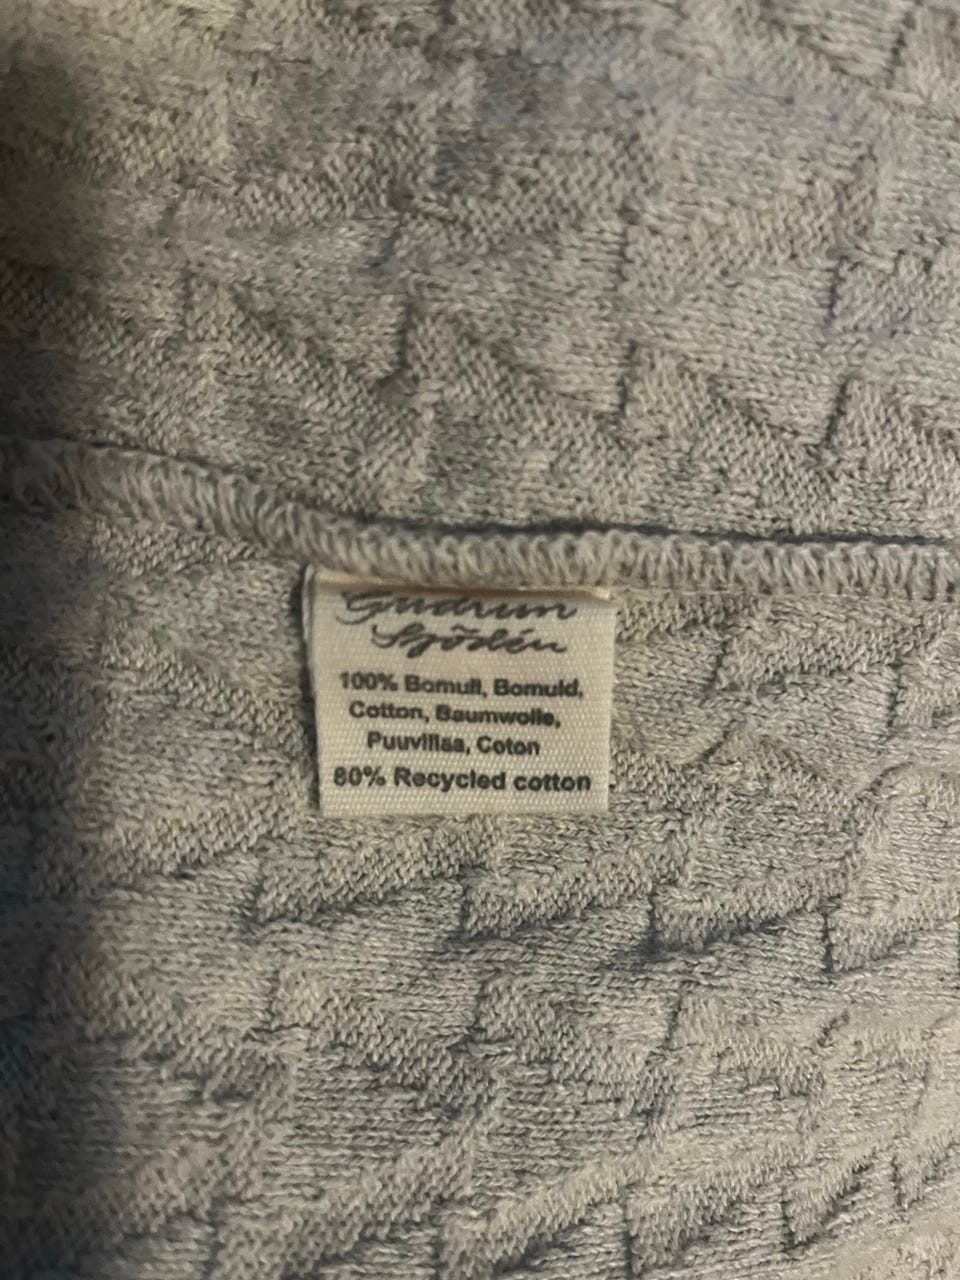 Gudrun
Sjödén
100% Bomull, Bomuld,
Cotton, Baumwolle,
Puuvillaa, Coton
80% Recycled cotton